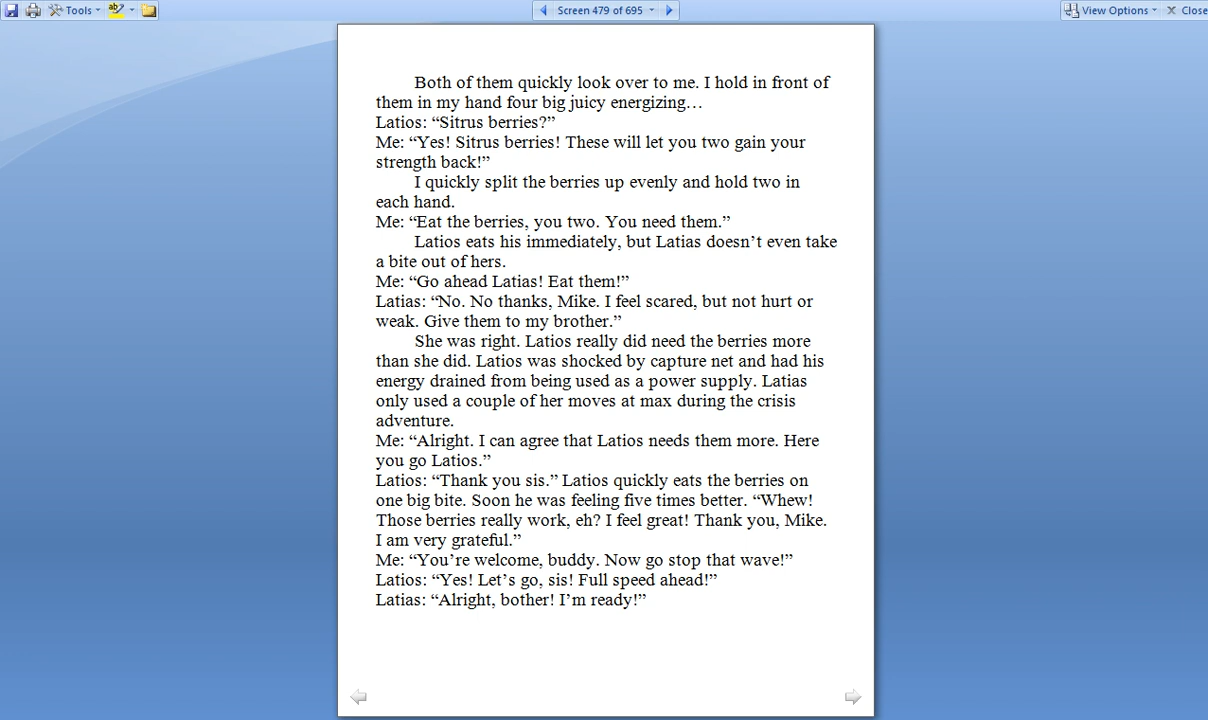 Tools
Screen 479 of 695
View Options
Close
Both of them quickly look over to me. I hold in front of
them in my hand four big juicy energizing…
Latios: “Sitrus berries?”
Me: “Yes! Sitrus berries! These will let you two gain your
strength back!”
I quickly split the berries up evenly and hold two in
each hand.
Me: “Eat the berries, you two. You need them.”
Latios eats his immediately, but Latias doesn’t even take
a bite out of hers.
Me: “Go ahead Latias! Eat them!”
Latias: “No. No thanks, Mike. I feel scared, but not hurt or
weak. Give them to my brother.”
She was right. Latios really did need the berries more
than she did. Latios was shocked by capture net and had his
energy drained from being used as a power supply. Latias
only used a couple of her moves at max during the crisis
adventure.
Me: “Alright. I can agree that Latios needs them more. Here
you go Latios.”
Latios: “Thank you sis.” Latios quickly eats the berries on
one big bite. Soon he was feeling five times better. “Whew!
Those berries really work, eh? I feel great! Thank you, Mike.
I am very grateful.”
Me: “You’re welcome, buddy. Now go stop that wave!”
Latios: “Yes! Let’s go, sis! Full speed ahead!”
Latias: “Alright, bother! I’m ready!”